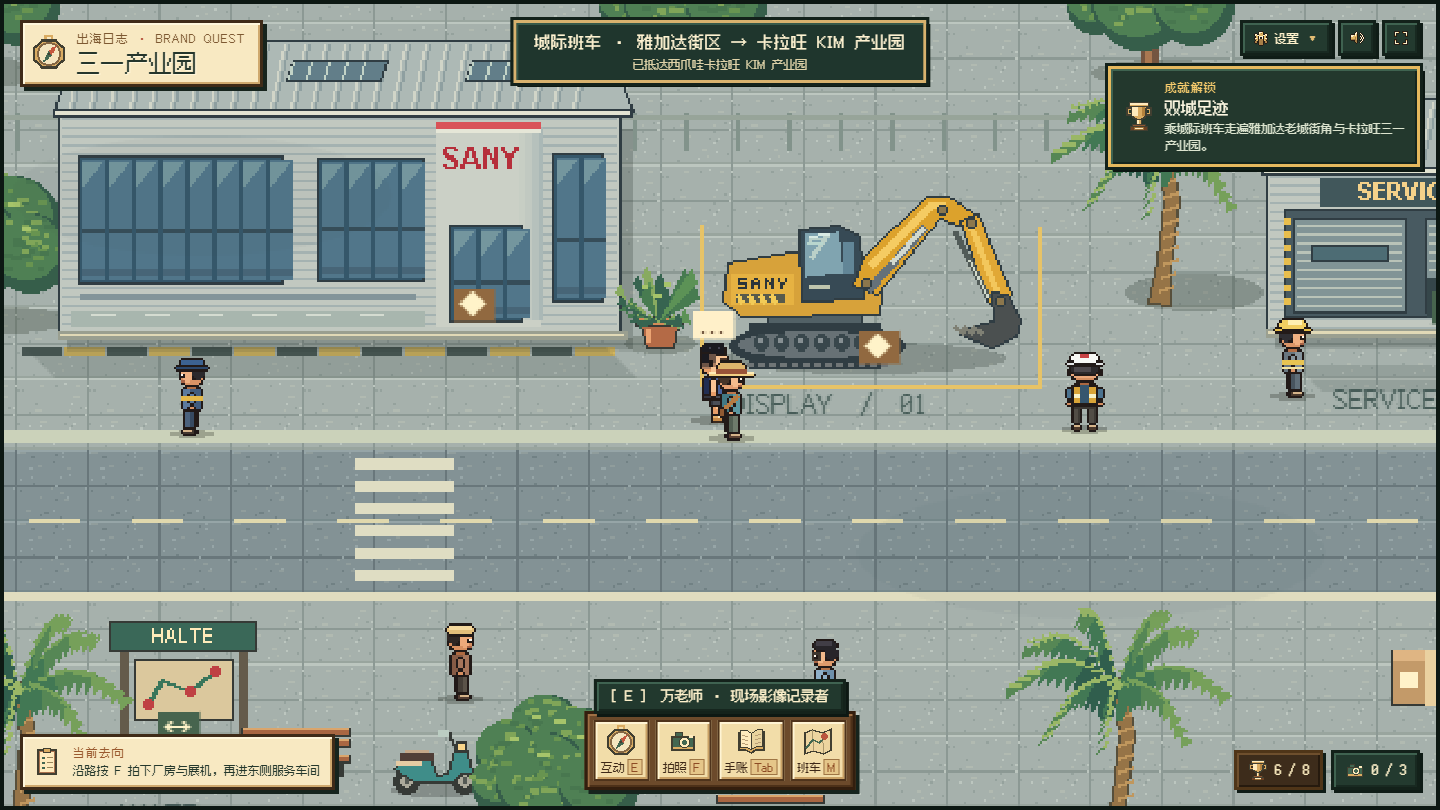 出海日志 · BRAND QUEST
三一产业园
城际班车 · 雅加达街区 → 卡拉旺 KIM 产业园
已抵达西爪哇卡拉旺 KIM 产业园
设置 ▼
成就解锁
双城足迹
乘城际班车走遍雅加达老城街角与卡拉旺三一产业园。
SANY
SANY
...
SERVIC
DISPLAY / 01
SERVICE
HALTE
当前去向
沿路按 F 拍下厂房与展机，再进东侧服务车间
[ E ] 万老师 · 现场影像记录者
互动 E
拍照 F
手账 Tab
班车 M
6 / 8
0 / 3